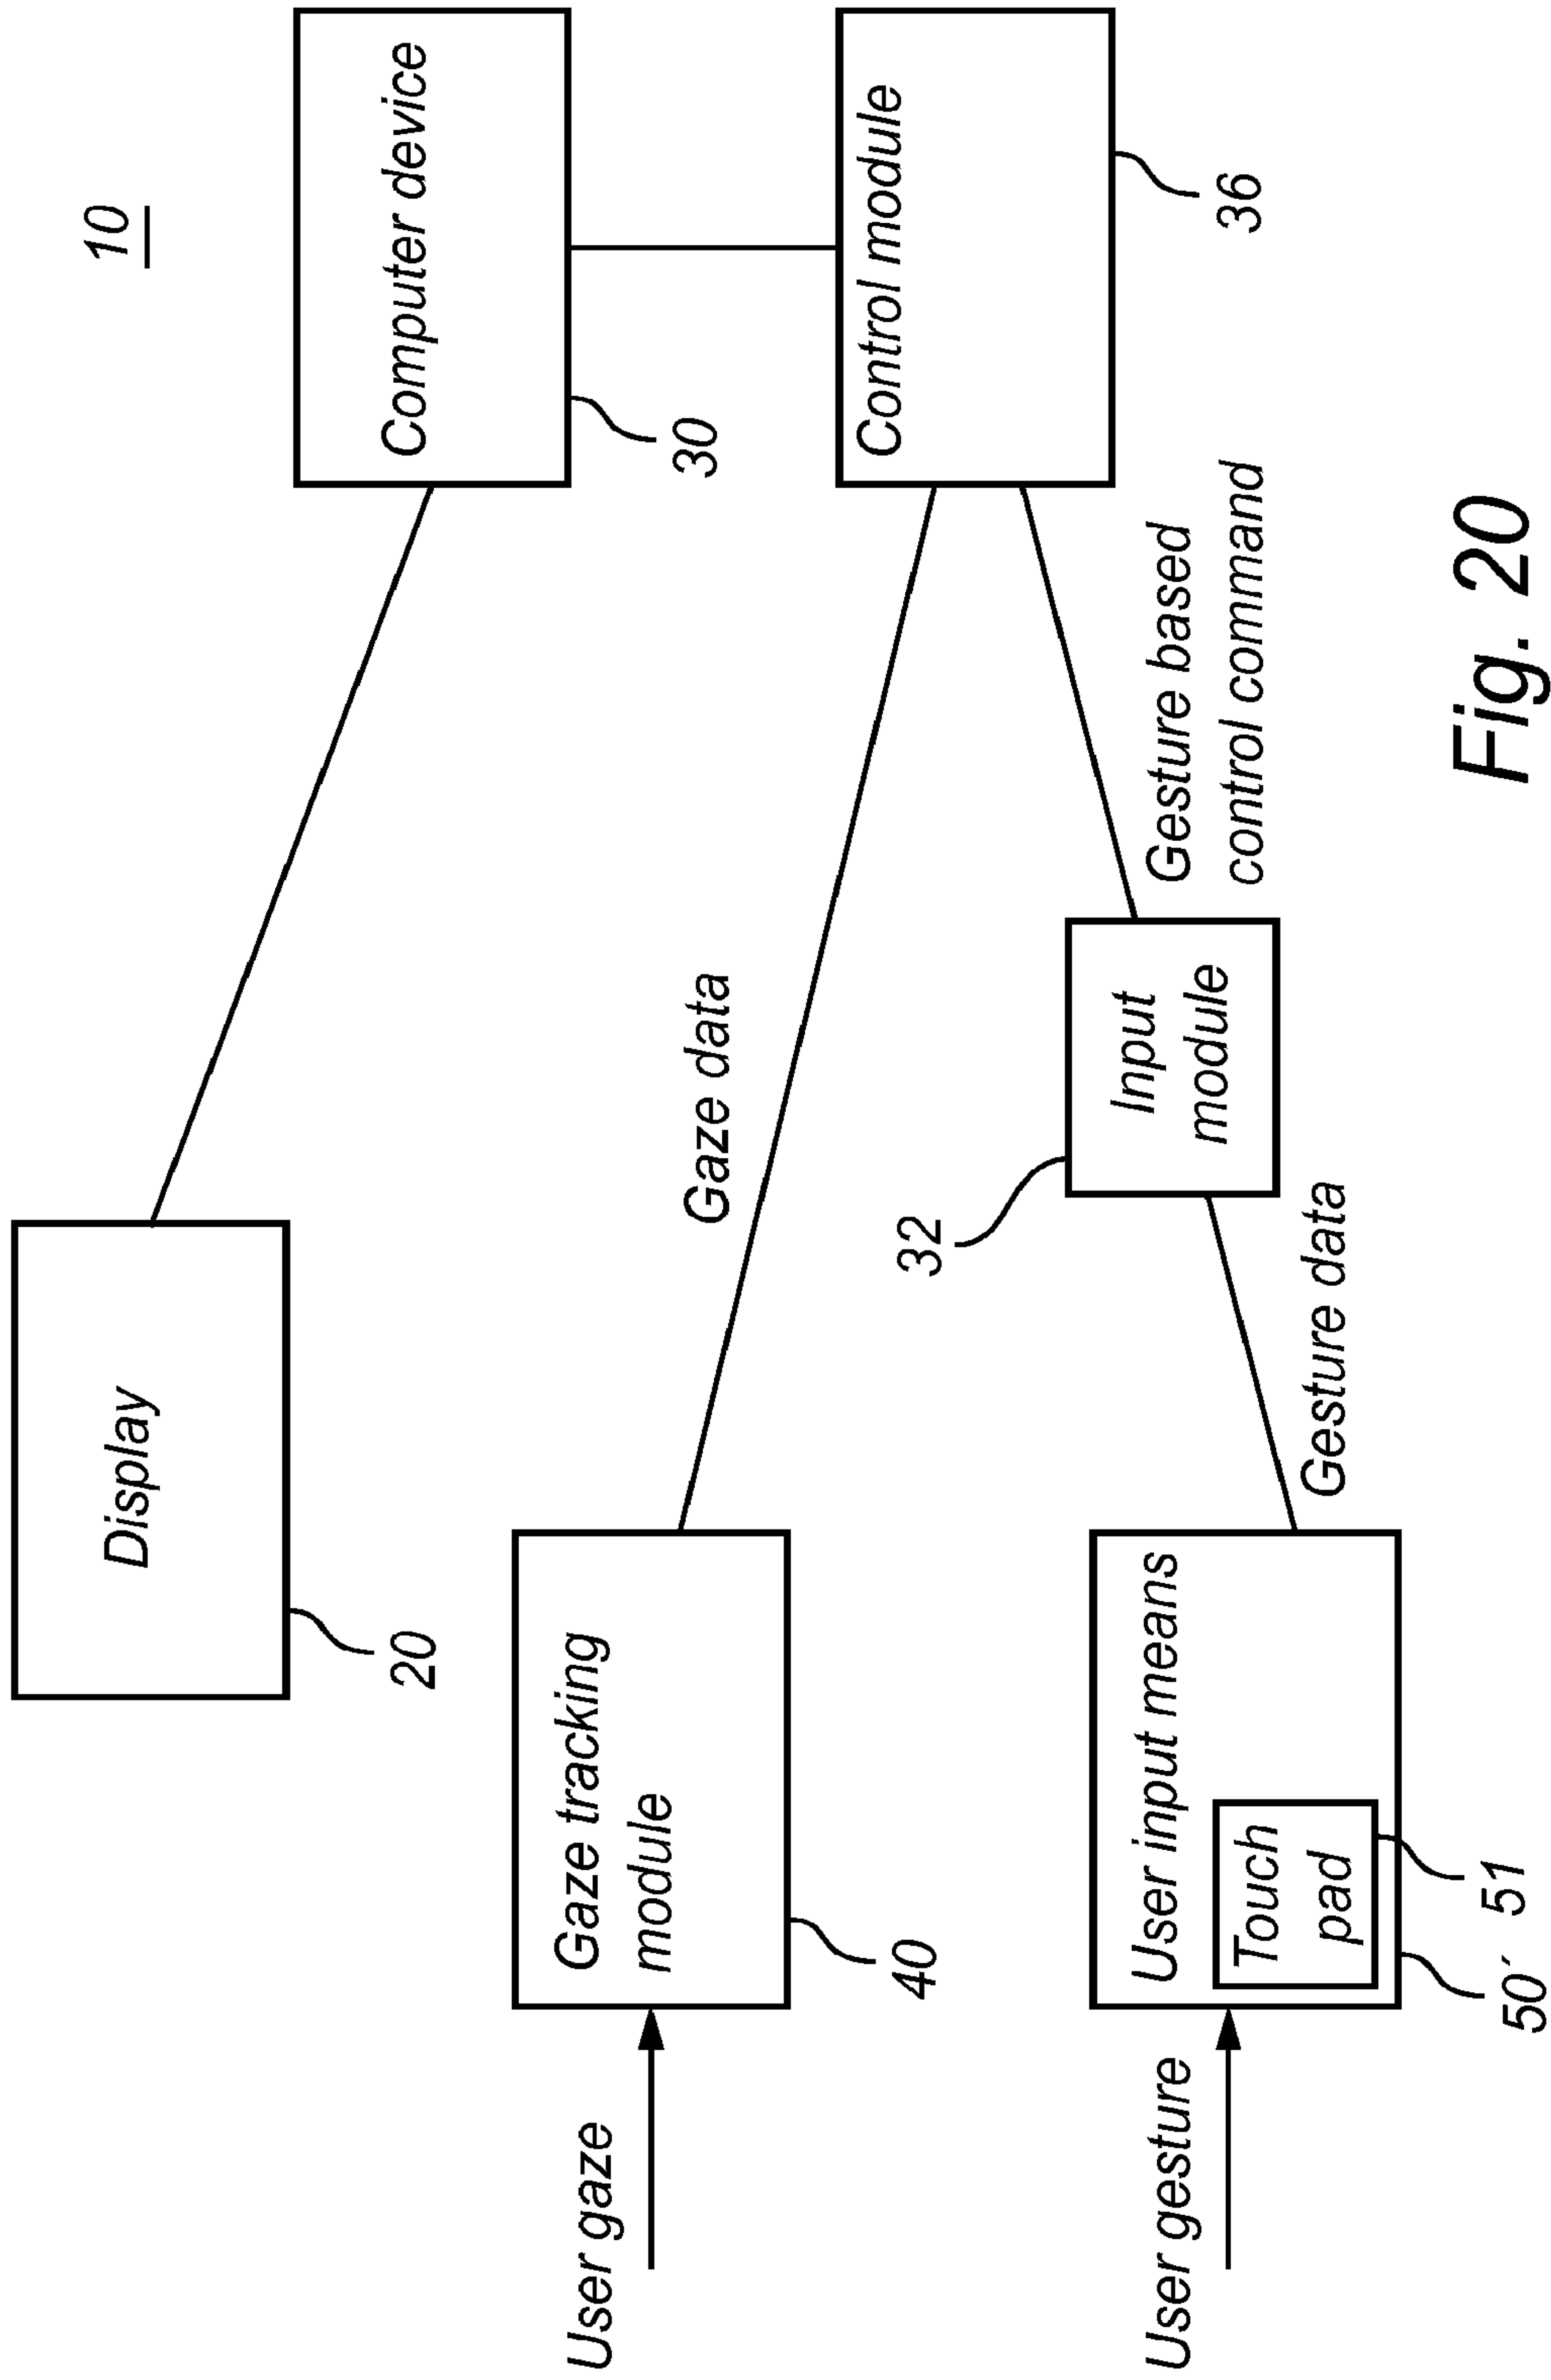 10
Display
20
Computer device
30
User gaze
Gaze tracking
module
40
Gaze data
Control module
36
User gesture
User input means
Touch
pad
51
50´
Gesture data
32
Input
module
Gesture based
control command
Fig. 20